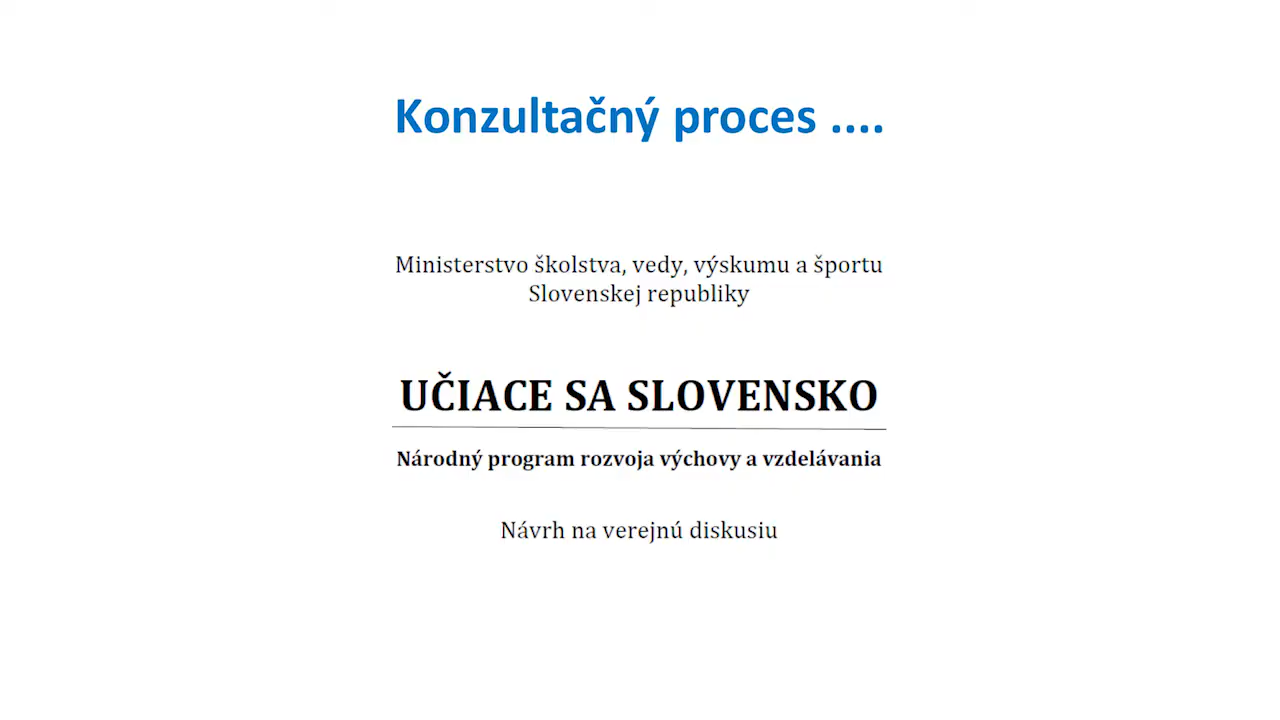 Konzultačný proces ....
Ministerstvo školstva, vedy, výskumu a športu
Slovenskej republiky
UČIACE SA SLOVENSKO
Národný program rozvoja výchovy a vzdelávania
Návrh na verejnú diskusiu